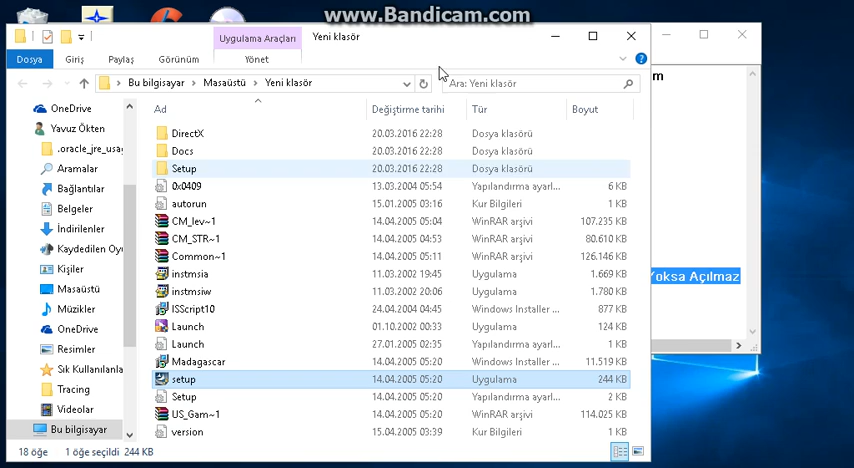 www.Bandicam.com
Uygulama Araçları
Yeni klasör
Dosya
Giriş
Paylaş
Görünüm
Yönet
Bu bilgisayar
Masaüstü
Yeni klasör
Ara: Yeni klasör
m
Ad
Değiştirme tarihi
Tür
Boyut
OneDrive
Yavuz Ökten
.oracle_jre_usag
Aramalar
Bağlantılar
Belgeler
İndirilenler
Kaydedilen Oyu
Kişiler
Masaüstü
Müzikler
OneDrive
Resimler
Sık Kullanılanla
Tracing
Videolar
Bu bilgisayar
DirectX 20.03.2016 22:28 Dosya klasörü
Docs 20.03.2016 22:28 Dosya klasörü
Setup 20.03.2016 22:28 Dosya klasörü
0x0409 13.03.2004 05:54 Yapılandırma ayarl... 6 KB
autorun 15.01.2005 03:16 Kur Bilgileri 1 KB
CM_lev~1 14.04.2005 05:04 WinRAR arşivi 107.235 KB
CM_STR~1 14.04.2005 04:53 WinRAR arşivi 80.610 KB
Common~1 14.04.2005 05:11 WinRAR arşivi 126.146 KB
instmsia 11.03.2002 19:45 Uygulama 1.669 KB
instmsiw 11.03.2002 20:06 Uygulama 1.780 KB
ISScript10 24.04.2004 04:45 Windows Installer ... 877 KB
Launch 01.10.2002 00:33 Uygulama 124 KB
Launch 27.01.2005 02:35 Yapılandırma ayarl... 1 KB
Madagascar 14.04.2005 05:20 Windows Installer ... 11.519 KB
setup 14.04.2005 05:20 Uygulama 244 KB
Setup 14.04.2005 05:20 Yapılandırma ayarl... 2 KB
US_Gam~1 14.04.2005 05:20 WinRAR arşivi 114.025 KB
version 15.04.2005 03:39 Kur Bilgileri 1 KB
Yoksa Açılmaz
18 öğe 1 öğe seçildi 244 KB